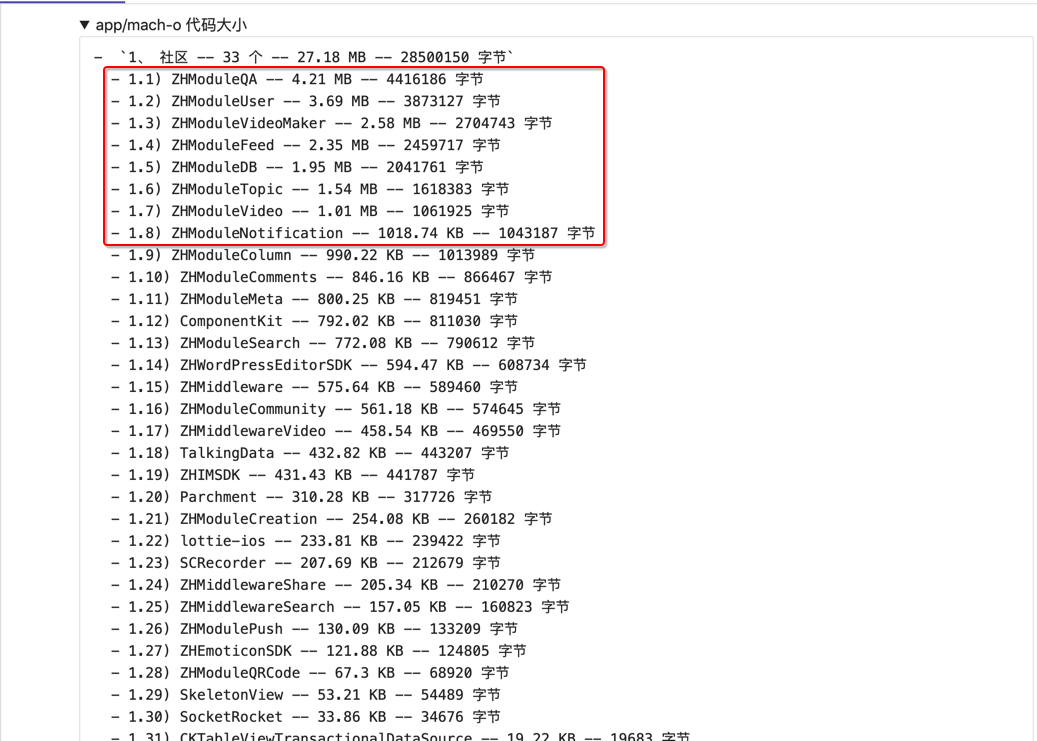 ▼ app/mach-o 代码大小
– `1、 社区 –– 33 个 –– 27.18 MB –– 28500150 字节`
– 1.1) ZHModuleQA –– 4.21 MB –– 4416186 字节
– 1.2) ZHModuleUser –– 3.69 MB –– 3873127 字节
– 1.3) ZHModuleVideoMaker –– 2.58 MB –– 2704743 字节
– 1.4) ZHModuleFeed –– 2.35 MB –– 2459717 字节
– 1.5) ZHModuleDB –– 1.95 MB –– 2041761 字节
– 1.6) ZHModuleTopic –– 1.54 MB –– 1618383 字节
– 1.7) ZHModuleVideo –– 1.01 MB –– 1061925 字节
– 1.8) ZHModuleNotification –– 1018.74 KB –– 1043187 字节
– 1.9) ZHModuleColumn –– 990.22 KB –– 1013989 字节
– 1.10) ZHModuleComments –– 846.16 KB –– 866467 字节
– 1.11) ZHModuleMeta –– 800.25 KB –– 819451 字节
– 1.12) ComponentKit –– 792.02 KB –– 811030 字节
– 1.13) ZHModuleSearch –– 772.08 KB –– 790612 字节
– 1.14) ZHWordPressEditorSDK –– 594.47 KB –– 608734 字节
– 1.15) ZHMiddleware –– 575.64 KB –– 589460 字节
– 1.16) ZHModuleCommunity –– 561.18 KB –– 574645 字节
– 1.17) ZHMiddlewareVideo –– 458.54 KB –– 469550 字节
– 1.18) TalkingData –– 432.82 KB –– 443207 字节
– 1.19) ZHIMSDK –– 431.43 KB –– 441787 字节
– 1.20) Parchment –– 310.28 KB –– 317726 字节
– 1.21) ZHModuleCreation –– 254.08 KB –– 260182 字节
– 1.22) lottie-ios –– 233.81 KB –– 239422 字节
– 1.23) SCRecorder –– 207.69 KB –– 212679 字节
– 1.24) ZHMiddlewareShare –– 205.34 KB –– 210270 字节
– 1.25) ZHMiddlewareSearch –– 157.05 KB –– 160823 字节
– 1.26) ZHModulePush –– 130.09 KB –– 133209 字节
– 1.27) ZHEmoticonSDK –– 121.88 KB –– 124805 字节
– 1.28) ZHModuleQRCode –– 67.3 KB –– 68920 字节
– 1.29) SkeletonView –– 53.21 KB –– 54489 字节
– 1.30) SocketRocket –– 33.86 KB –– 34676 字节
– 1.31) CKTableViewTransactionalDataSource –– 19.22 KB –– 19683 字节